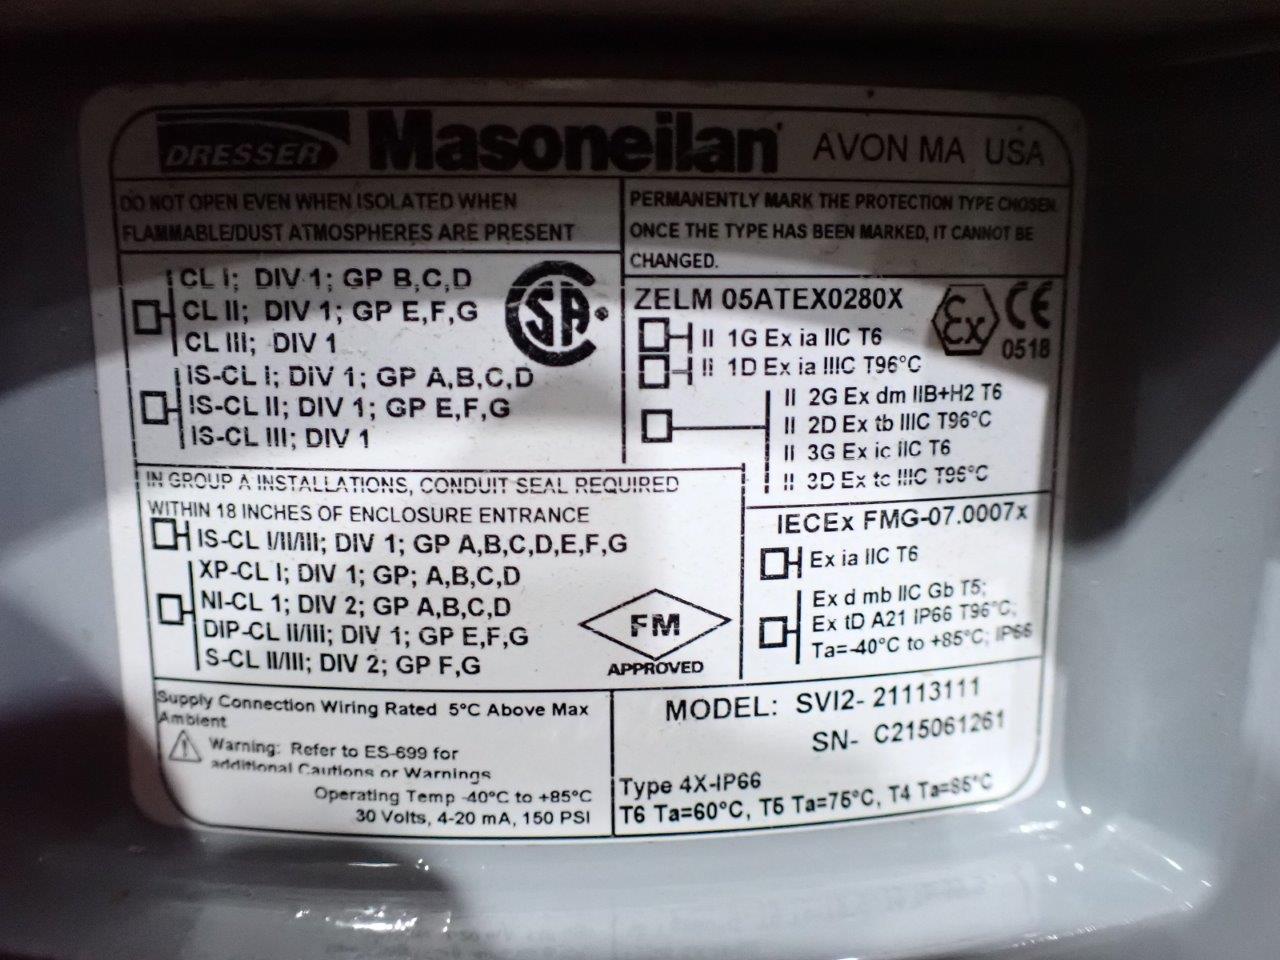 DRESSER Masoneilan AVON MA USA
DO NOT OPEN EVEN WHEN ISOLATED WHEN
FLAMMABLE/DUST ATMOSPHERES ARE PRESENT
PERMANENTLY MARK THE PROTECTION TYPE CHOSEN.
ONCE THE TYPE HAS BEEN MARKED, IT CANNOT BE
CHANGED.
CL I; DIV 1; GP B,C,D
CL II; DIV 1; GP E,F,G
CL III; DIV 1
SA
IS-CL I; DIV 1; GP A,B,C,D
IS-CL II; DIV 1; GP E,F,G
IS-CL III; DIV 1
ZELM 05ATEX0280X
Ex CE
0518
II 1G Ex ia IIC T6
II 1D Ex ia IIIC T96°C
II 2G Ex dm IIB+H2 T6
II 2D Ex tb IIIC T96°C
II 3G Ex ic IIC T6
II 3D Ex tc IIIC T96°C
IN GROUP A INSTALLATIONS, CONDUIT SEAL REQUIRED
WITHIN 18 INCHES OF ENCLOSURE ENTRANCE
IS-CL I/II/III; DIV 1; GP A,B,C,D,E,F,G
XP-CL I; DIV 1; GP; A,B,C,D
NI-CL 1; DIV 2; GP A,B,C,D
DIP-CL II/III; DIV 1; GP E,F,G
S-CL II/III; DIV 2; GP F,G
FM
APPROVED
IECEx FMG-07.0007x
Ex ia IIC T6
Ex d mb IIC Gb T5;
Ex tD A21 IP66 T96°C;
Ta=-40°C to +85°C; IP66
Supply Connection Wiring Rated 5°C Above Max
Ambient
Warning: Refer to ES-699 for
additional Cautions or Warnings
Operating Temp -40°C to +85°C
30 Volts, 4-20 mA, 150 PSI
MODEL: SVI2- 21113111
SN- C215061261
Type 4X-IP66
T6 Ta=60°C, T5 Ta=75°C, T4 Ta=85°C